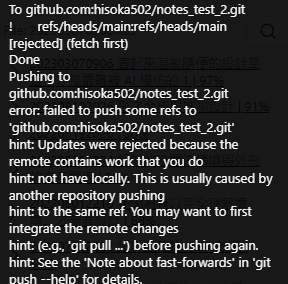 To github.com:hisoka502/notes_test_2.git
refs/heads/main:refs/heads/main
[rejected] (fetch first)
Done
Pushing to
github.com:hisoka502/notes_test_2.git
error: failed to push some refs to
'github.com:hisoka502/notes_test_2.git'
hint: Updates were rejected because the
remote contains work that you do
hint: not have locally. This is usually caused by
another repository pushing
hint: to the same ref. You may want to first
integrate the remote changes
hint: (e.g., 'git pull ...') before pushing again.
hint: See the 'Note about fast-forwards' in 'git
push --help' for details.